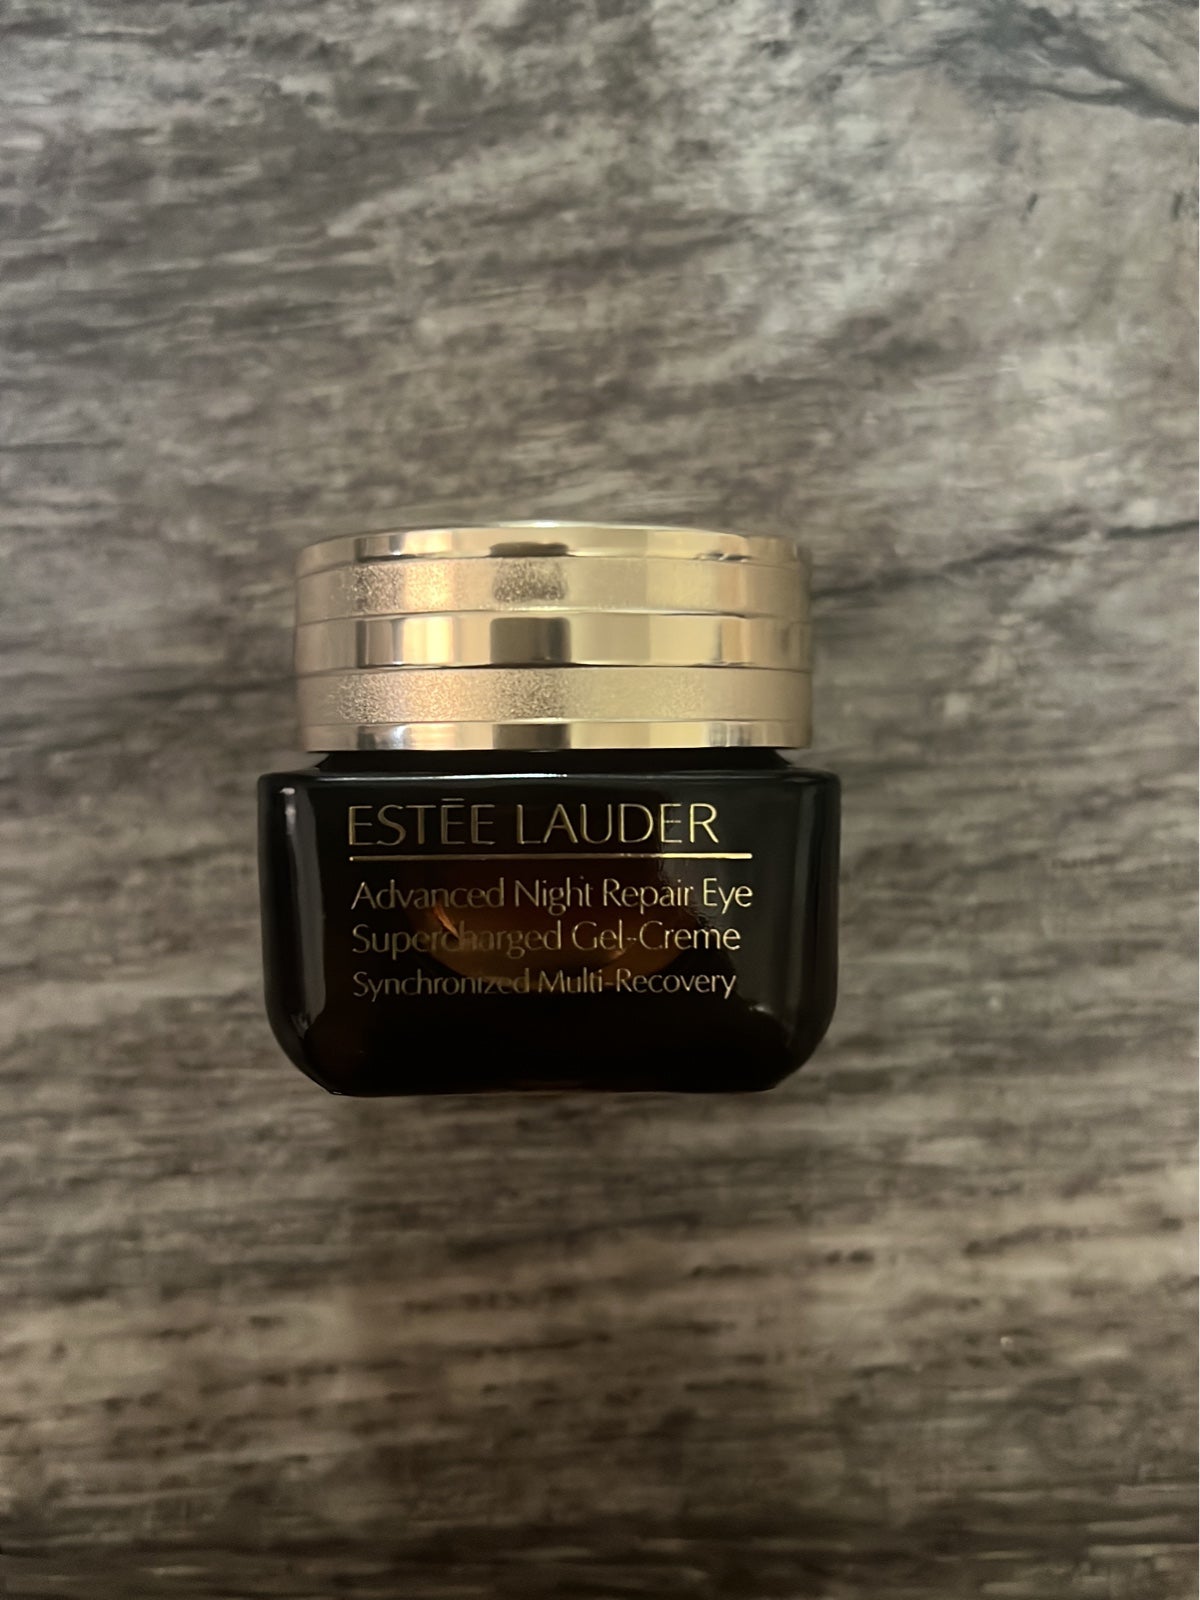 ESTĒE LAUDER
Advanced Night Repair Eye
Supercharged Gel-Creme
Synchronized Multi-Recovery